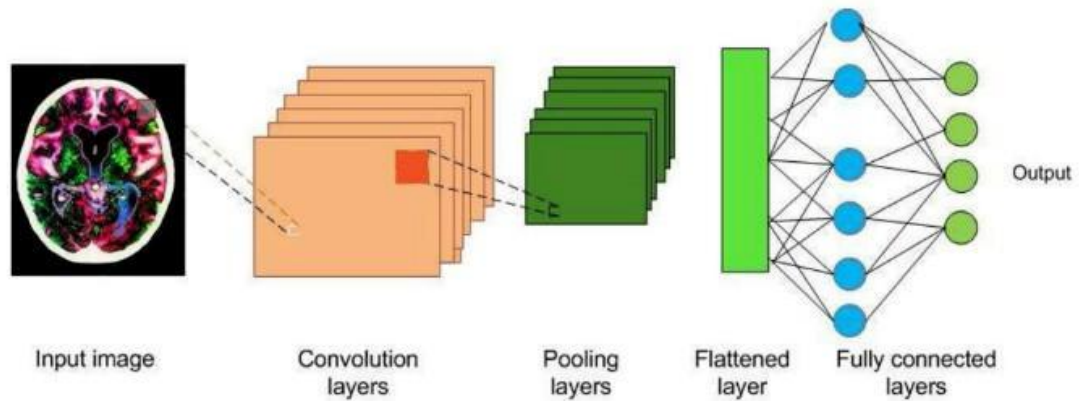 Output
Input image
Convolution
layers
Pooling
layers
Flattened
layer
Fully connected
layers